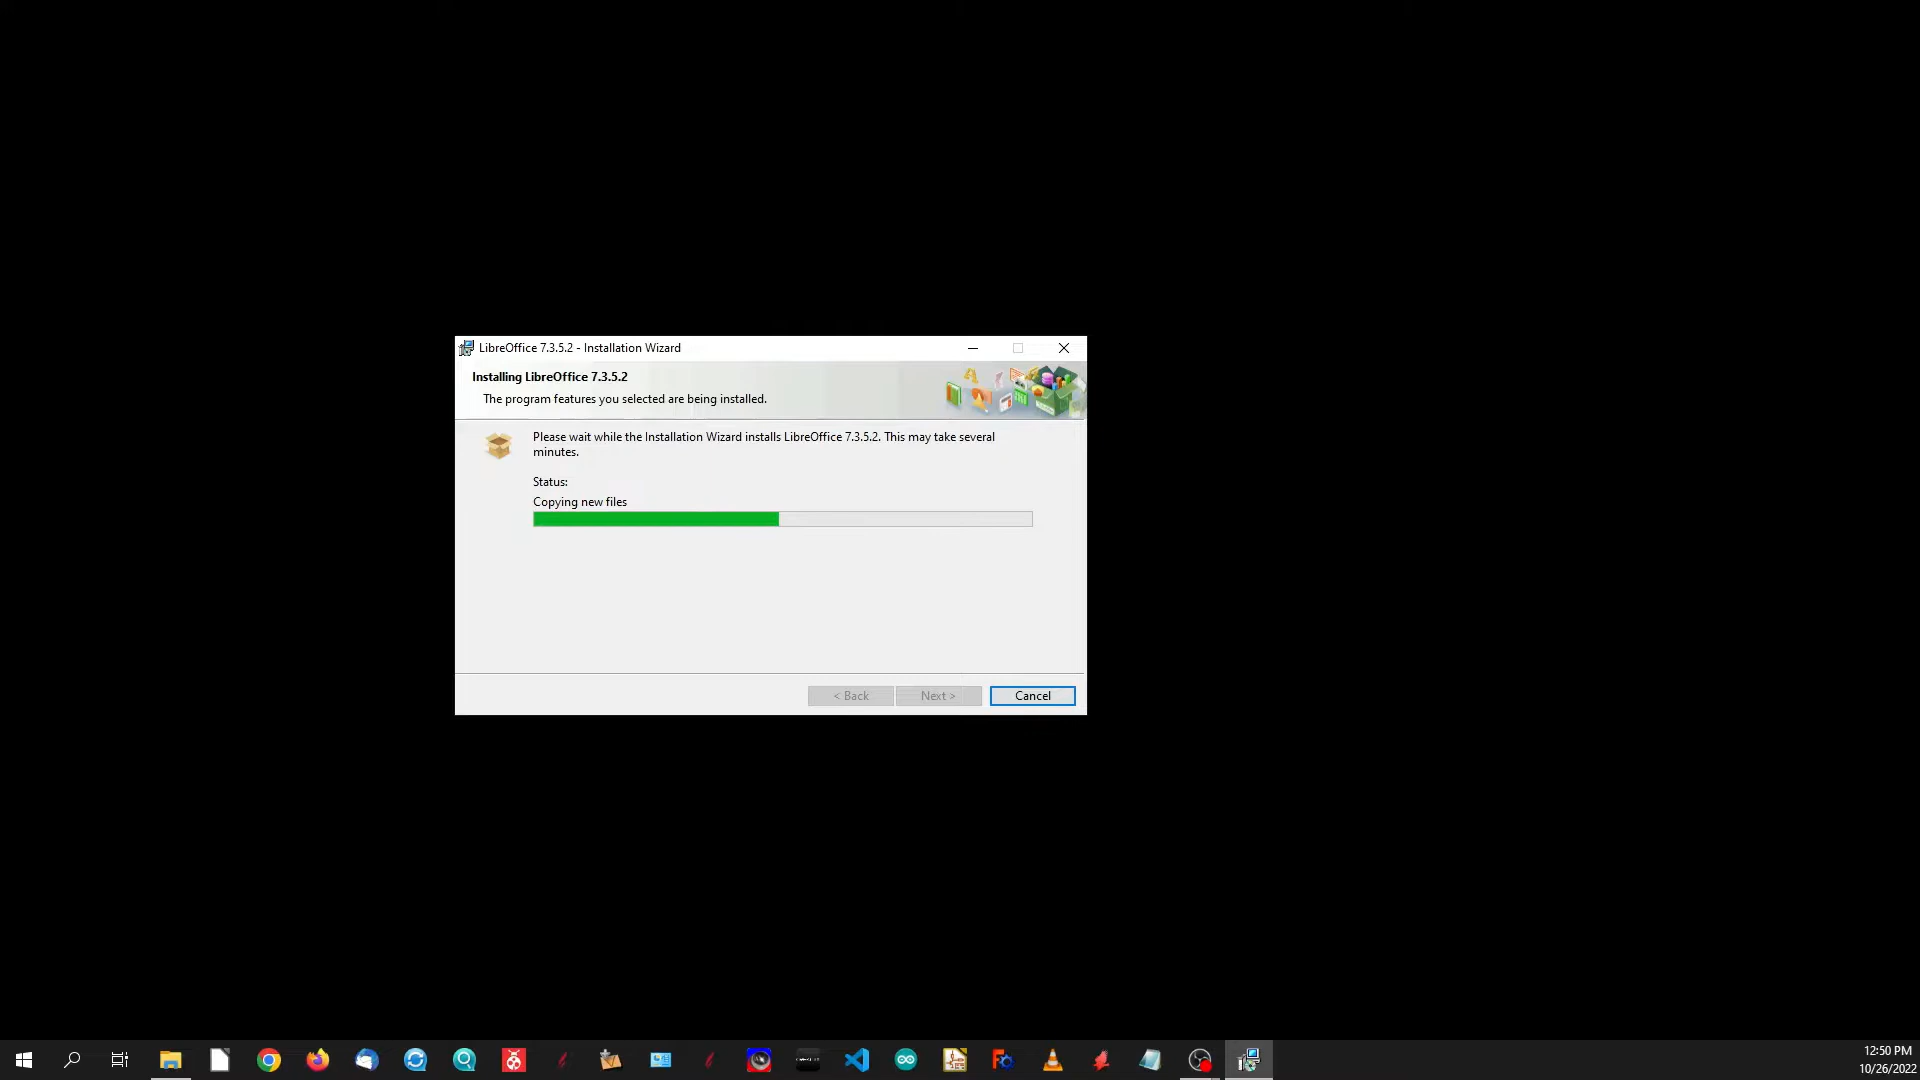 LibreOffice 7.3.5.2 - Installation Wizard
Installing LibreOffice 7.3.5.2
The program features you selected are being installed.
Please wait while the Installation Wizard installs LibreOffice 7.3.5.2. This may take several
minutes.
Status:
Copying new files
< Back
Next >
Cancel
12:50 PM
10/26/2022